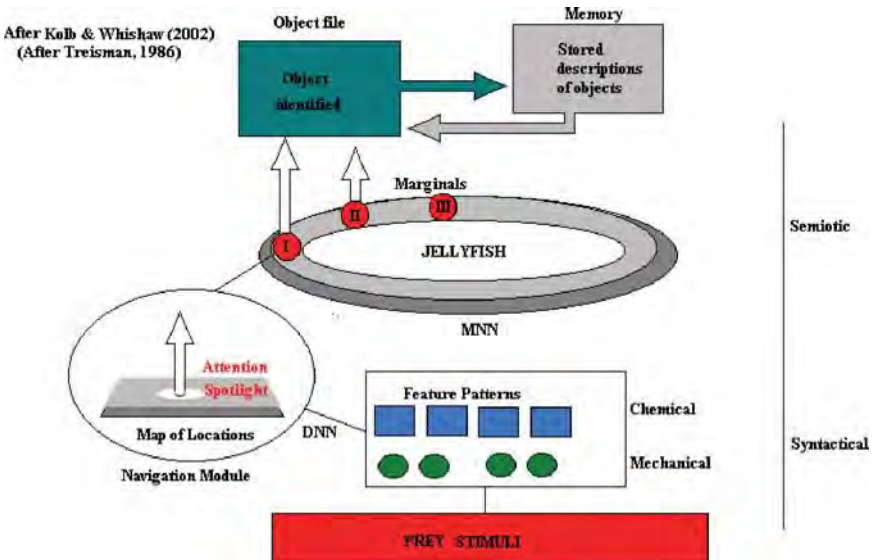 After Kolb & Whishaw (2002)
(After Treisman, 1986)
Object file
Memory
Object
identified
Stored
descriptions
of objects
Marginals
I
II
III
JELLYFISH
MNN
Semiotic
Attention
Spotlight
Map of Locations
Navigation Module
DNN
Feature Patterns
Chemical
Mechanical
Syntactical
PREY STIMULI